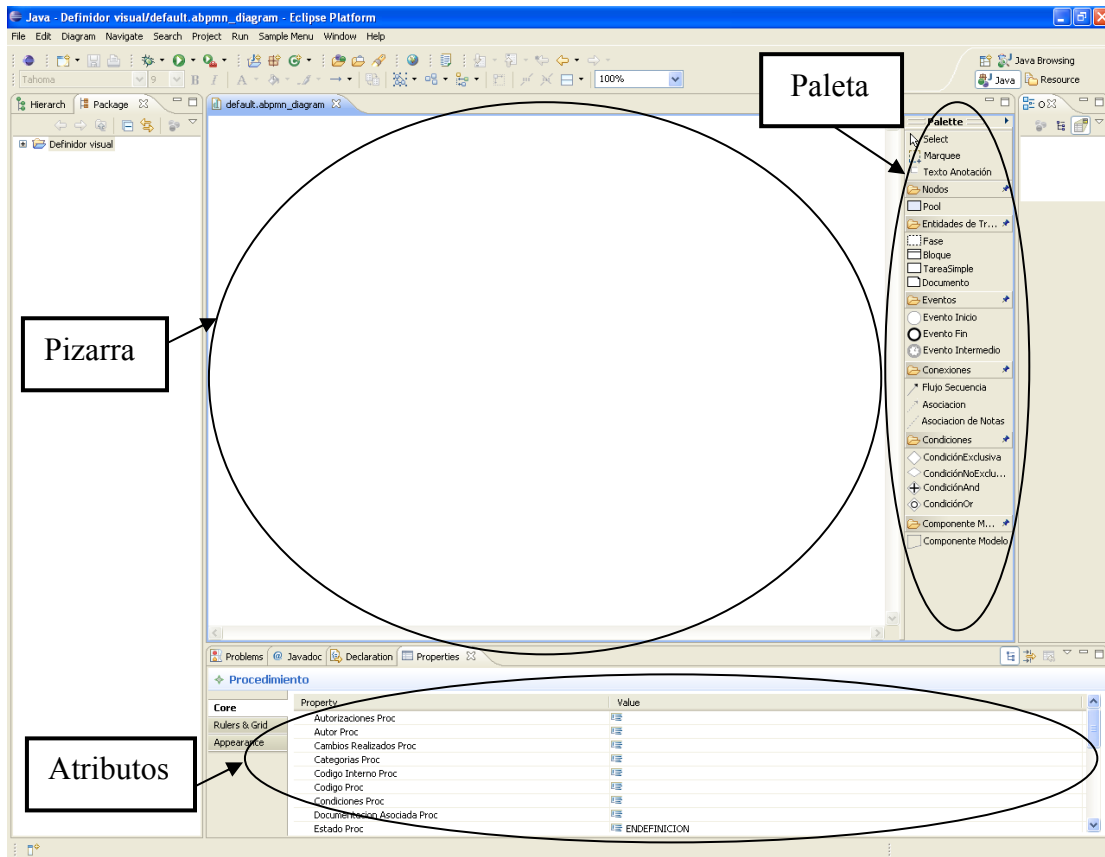 Java - Definidor visual/default.abpmn_diagram - Eclipse Platform
File Edit Diagram Navigate Search Project Run Sample Menu Window Help
Java Browsing
Tahoma 9 B I A 100%
Java Resource
Hierarch Package
default.abpmn_diagram
Definidor visual
Paleta
Palette
Select
Marquee
Texto Anotación
Nodos
Pool
Entidades de Tr...
Fase
Bloque
TareaSimple
Documento
Eventos
Evento Inicio
Evento Fin
Evento Intermedio
Conexiones
Flujo Secuencia
Asociacion
Asociacion de Notas
Condiciones
CondiciónExclusiva
CondiciónNoExclu...
CondiciónAnd
CondiciónOr
Componente M...
Componente Modelo
Pizarra
Problems @ Javadoc Declaration Properties
Procedimiento
Core
Rulers & Grid
Appearance
Property Value
Autorizaciones Proc
Autor Proc
Cambios Realizados Proc
Categorias Proc
Codigo Interno Proc
Codigo Proc
Condiciones Proc
Documentacion Asociada Proc
Estado Proc ENDEFINICION
Atributos